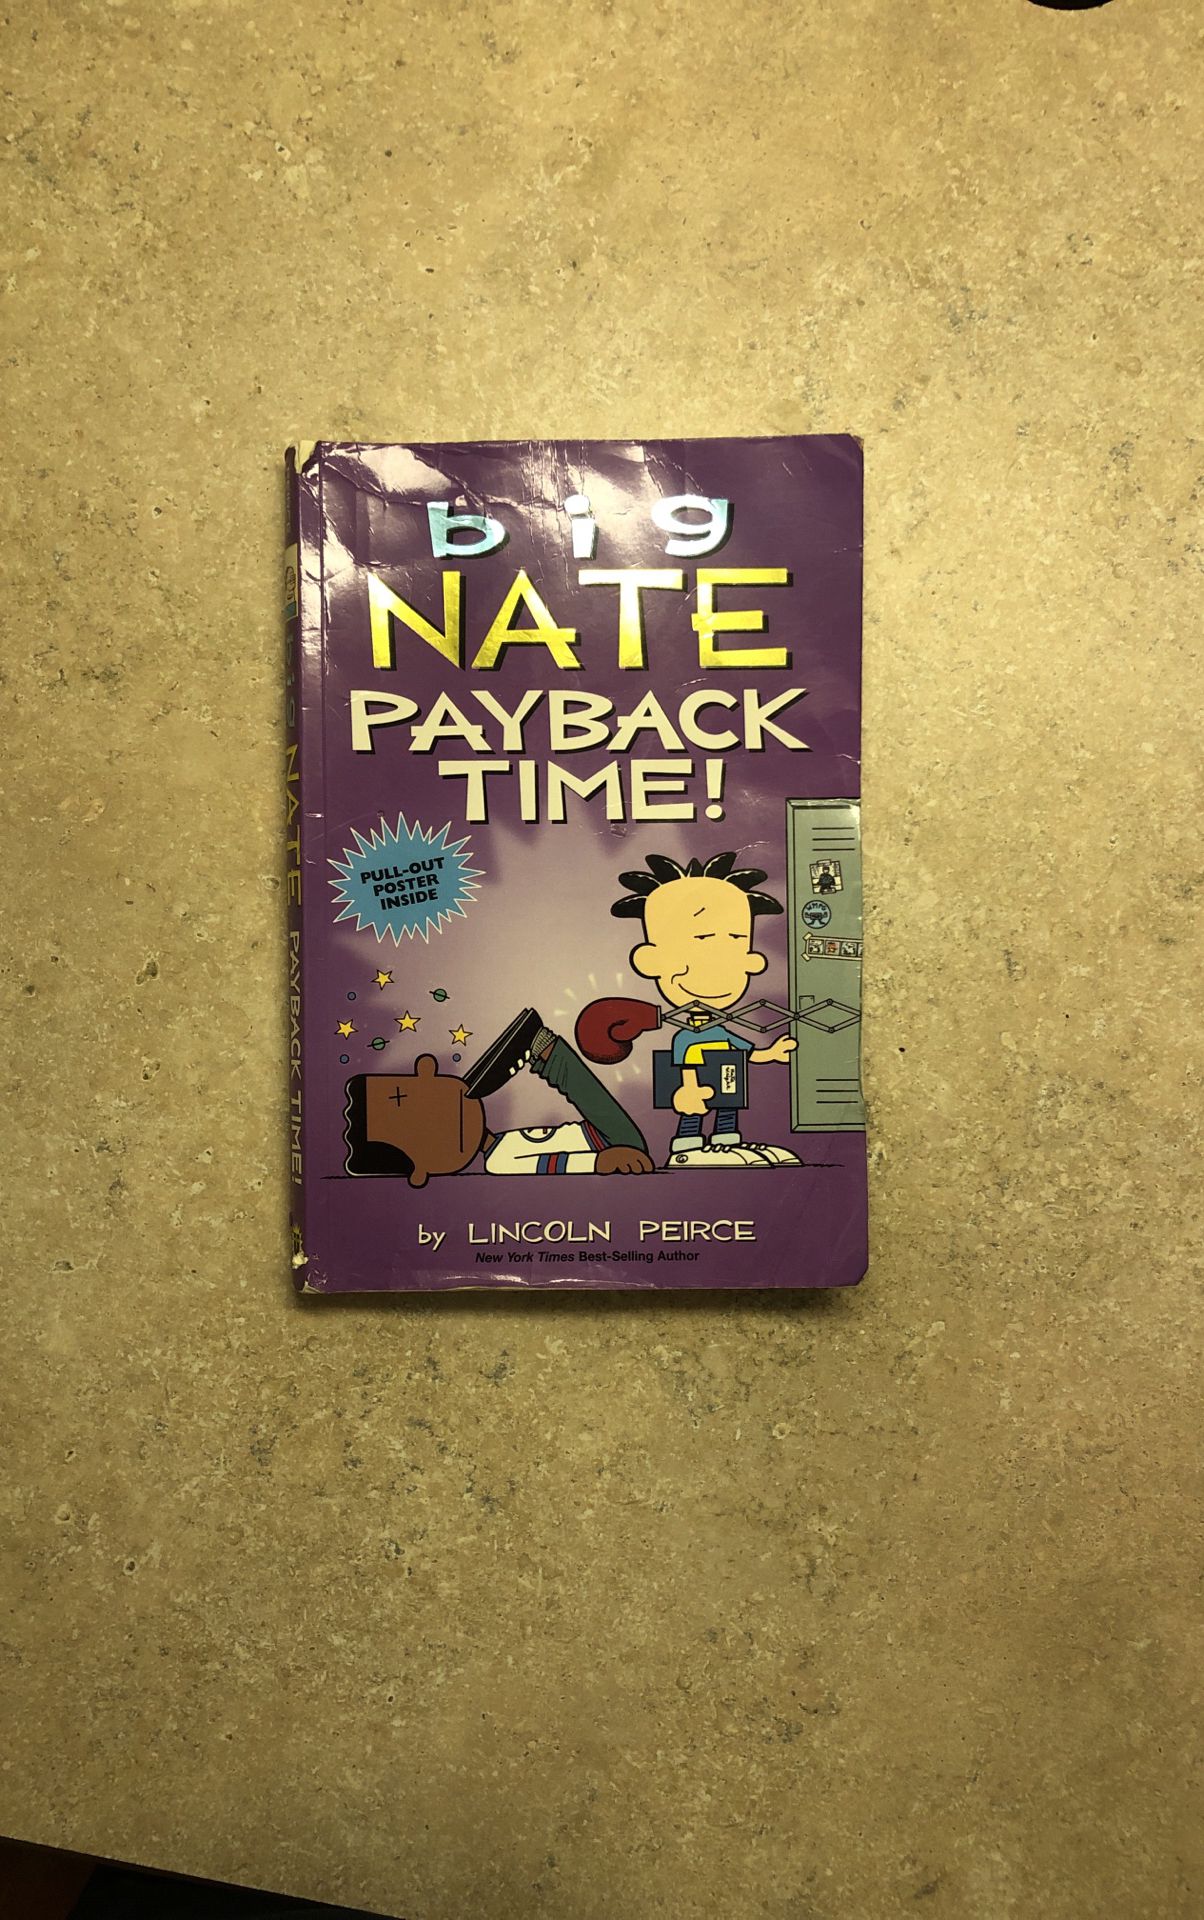 big
NATE
PAYBACK
TIME!
PULL-OUT
POSTER
INSIDE
by LINCOLN PEIRCE
New York Times Best-Selling Author
big NATE PAYBACK TIME!